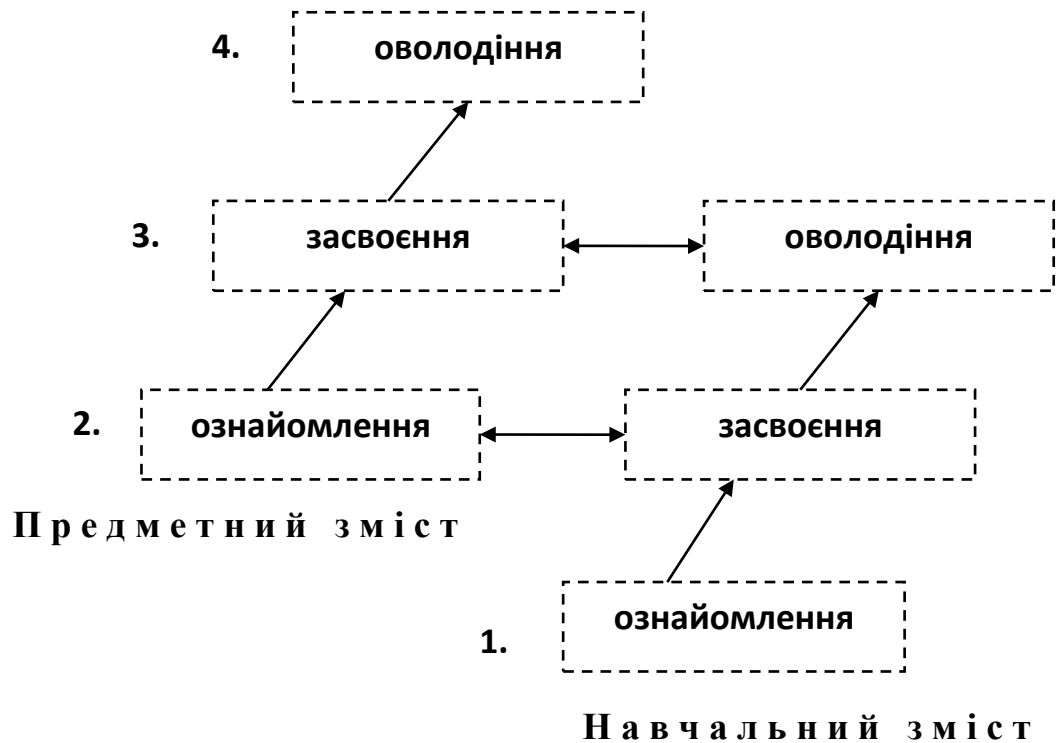 4. оволодіння
3. засвоєння оволодіння
2. ознайомлення засвоєння
Предметний зміст
1. ознайомлення
Навчальний зміст